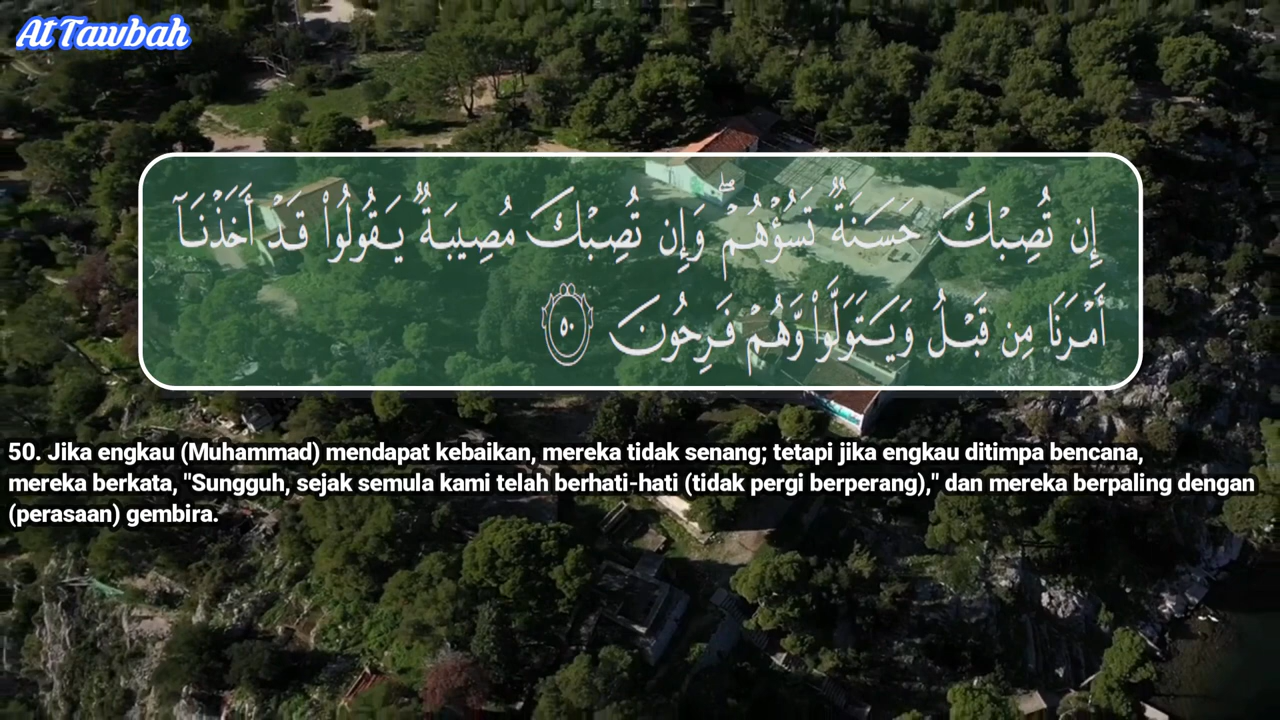 At Tawbah
إِن تُصِبْكَ حَسَنَةٌ تَسُؤْهُمْ ۖ وَإِن تُصِبْكَ مُصِيبَةٌ يَقُولُوا۟ قَدْ أَخَذْنَآ
أَمْرَنَا مِن قَبْلُ وَيَتَوَلَّوا۟ وَّهُمْ فَرِحُونَ ٥٠
50. Jika engkau (Muhammad) mendapat kebaikan, mereka tidak senang; tetapi jika engkau ditimpa bencana,
mereka berkata, "Sungguh, sejak semula kami telah berhati-hati (tidak pergi berperang)," dan mereka berpaling dengan
(perasaan) gembira.